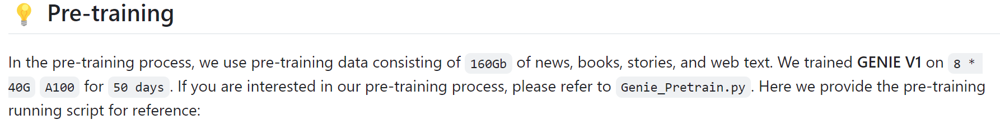 💡 Pre-training
In the pre-training process, we use pre-training data consisting of 160Gb of news, books, stories, and web text. We trained GENIE V1 on 8 *
40G A100 for 50 days. If you are interested in our pre-training process, please refer to Genie_Pretrain.py. Here we provide the pre-training
running script for reference: